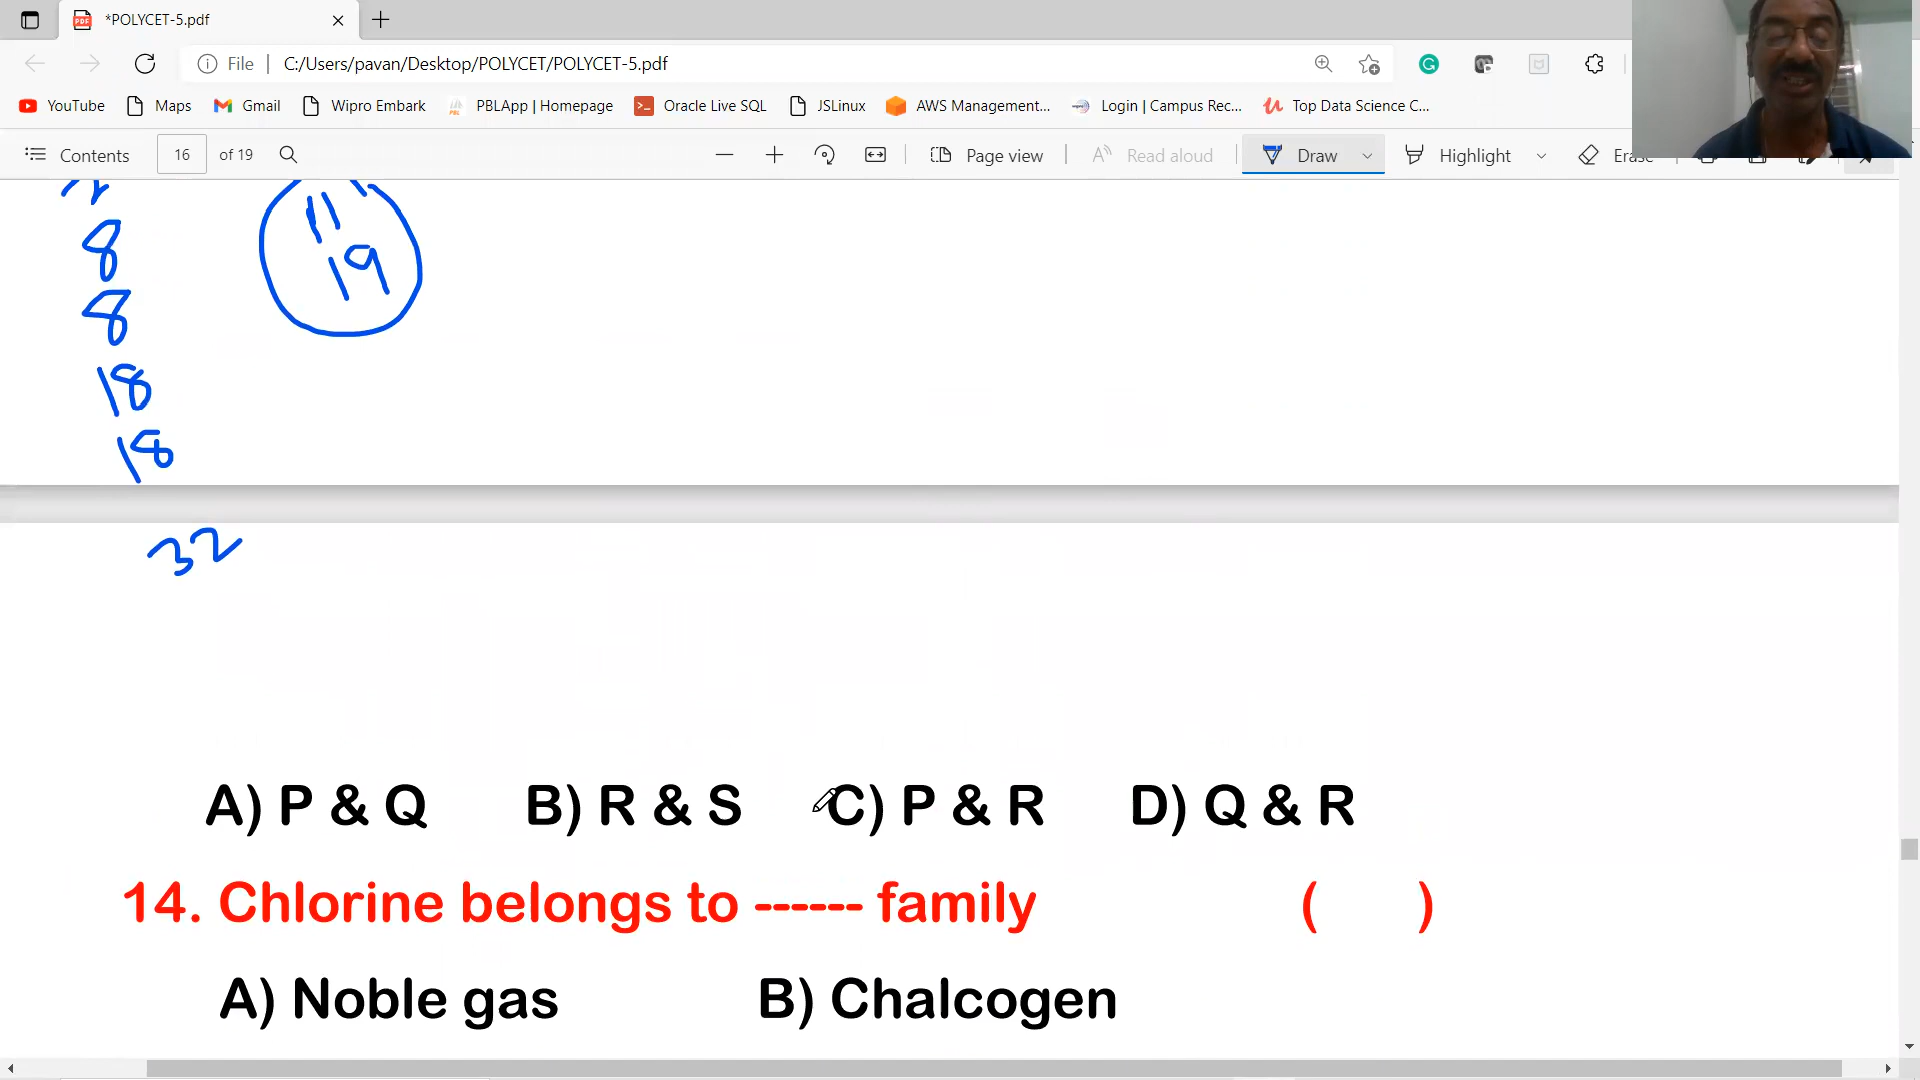 *POLYCET-5.pdf
File C:/Users/pavan/Desktop/POLYCET/POLYCET-5.pdf
YouTube Maps Gmail Wipro Embark PBLApp | Homepage Oracle Live SQL JSLinux AWS Management... Login | Campus Rec... Top Data Science C...
Contents 16 of 19 Page view Read aloud Draw Highlight
11
8 19
8
18
18
32
A) P & Q B) R & S C) P & R D) Q & R
14. Chlorine belongs to ------ family ( )
A) Noble gas B) Chalcogen